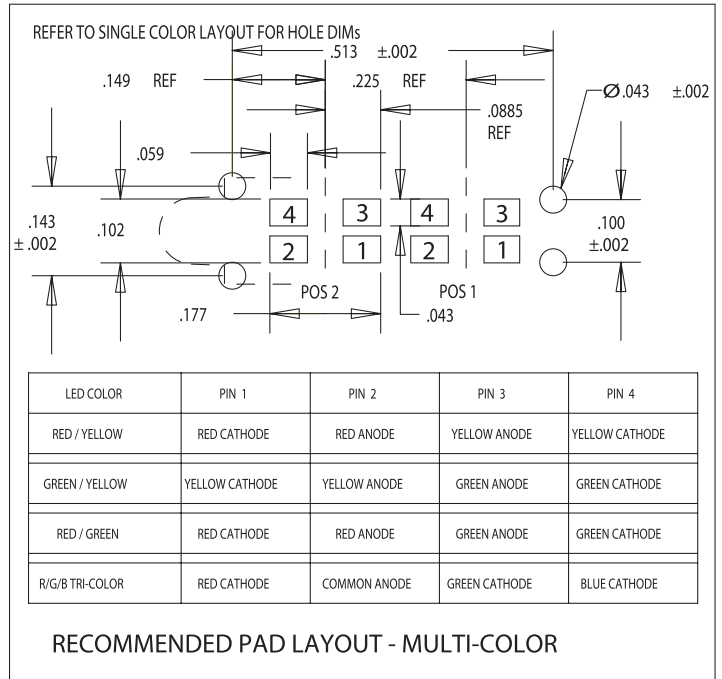 REFER TO SINGLE COLOR LAYOUT FOR HOLE DIMs
.513 ±.002
.149 REF
.225 REF
Ø.043 ±.002
.0885
REF
.059
.143
±.002
.102
4 3 4 3
.100
±.002
2 1 2 1
POS 2 POS 1
.177
.043
LED COLOR PIN 1 PIN 2 PIN 3 PIN 4
RED / YELLOW RED CATHODE RED ANODE YELLOW ANODE YELLOW CATHODE
GREEN / YELLOW YELLOW CATHODE YELLOW ANODE GREEN ANODE GREEN CATHODE
RED / GREEN RED CATHODE RED ANODE GREEN ANODE GREEN CATHODE
R/G/B TRI-COLOR RED CATHODE COMMON ANODE GREEN CATHODE BLUE CATHODE
RECOMMENDED PAD LAYOUT - MULTI-COLOR